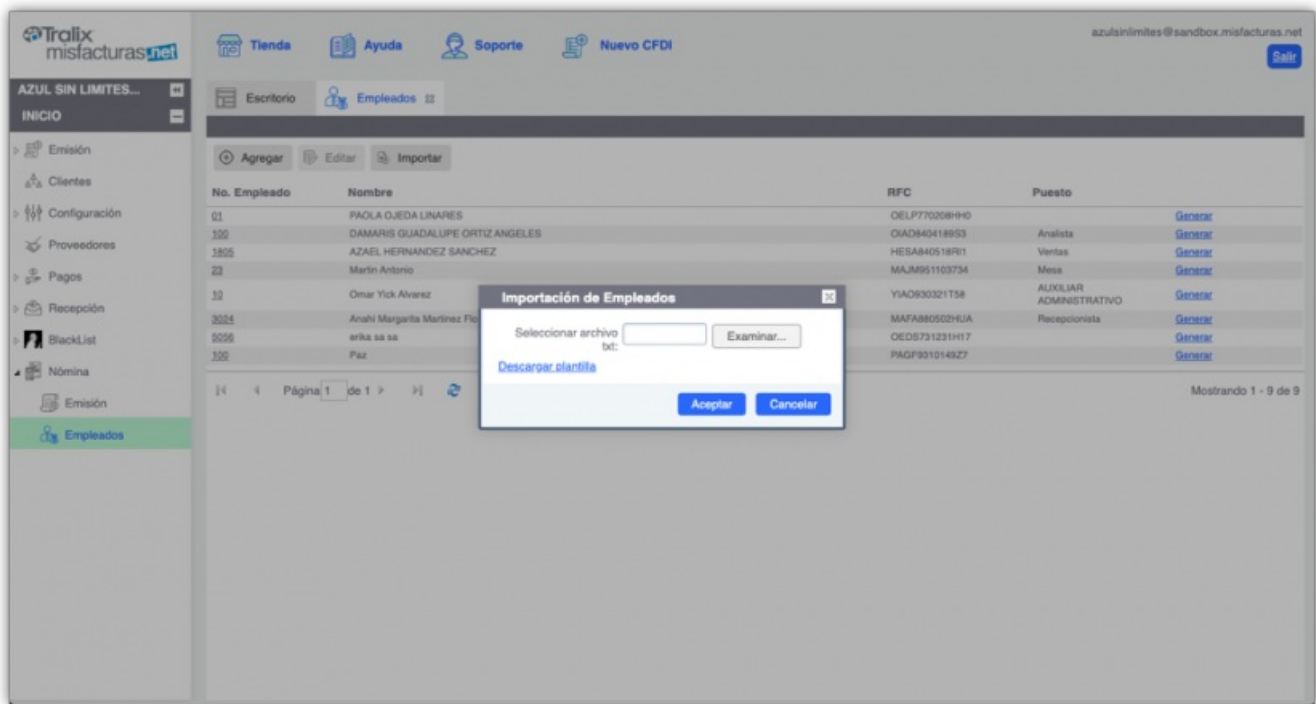 Tralix
misfacturas.net
Tienda
Ayuda
Soporte
Nuevo CFDI
azulsinlimites@sandbox.misfacturas.net
Salir
AZUL SIN LIMITES...
INICIO
Emisión
Clientes
Configuración
Proveedores
Pagos
Recepción
BlackList
Nómina
Emisión
Empleados
Escritorio
Empleados
Agregar
Editar
Importar
No. Empleado Nombre RFC Puesto
01 PAOLA OJEDA LINARES OELP770208HH0 Generar
100 DAMARIS GUADALUPE ORTIZ ANGELES OIAD8404189S3 Analista Generar
1805 AZAEL HERNANDEZ SANCHEZ HESA840518RI1 Ventas Generar
23 Martin Antonio MAJM951103734 Mesa Generar
10 Omar Yick Alvarez YIAO930321T58 AUXILIAR ADMINISTRATIVO Generar
3024 Anahi Margarita Martinez Flo MAFA880502HUA Recepcionista Generar
5056 erika sa sa OEDS731231H17 Generar
100 Paz PAGF9310149Z7 Generar
Página 1 de 1
Mostrando 1 - 9 de 9
Importación de Empleados
Seleccionar archivo
txt:
Examinar...
Descargar plantilla
Aceptar
Cancelar